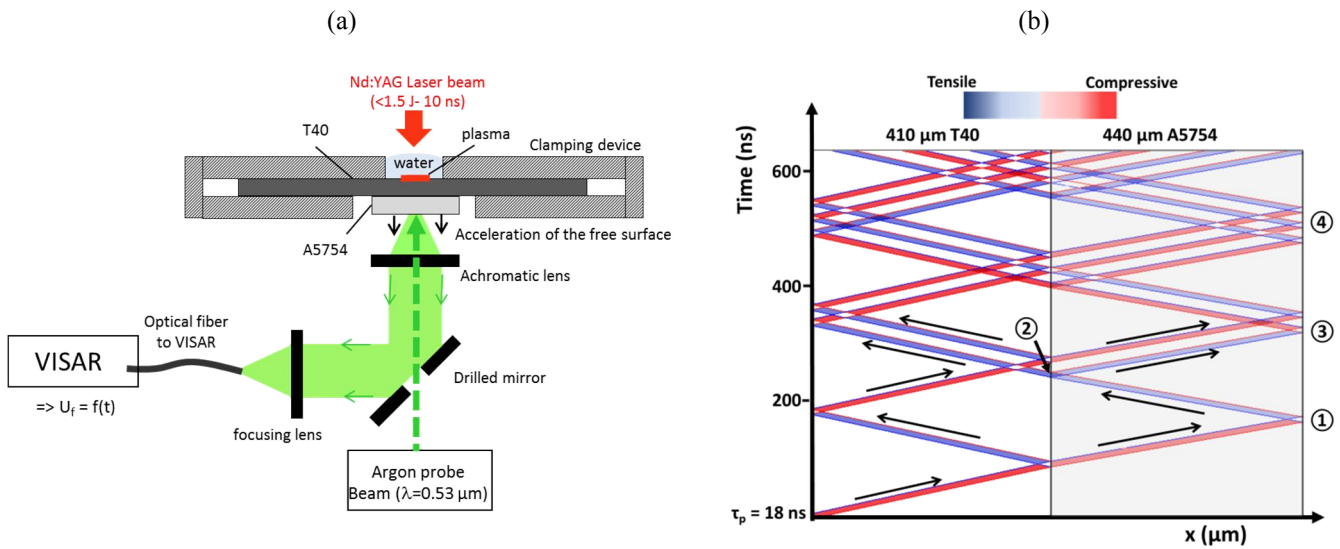 (a)
Nd:YAG Laser beam
(<1.5 J- 10 ns)
T40
plasma
water
Clamping device
A5754
Acceleration of the free surface
Achromatic lens
Optical fiber
to VISAR
VISAR
=> U_f = f(t)
Drilled mirror
focusing lens
Argon probe
Beam (λ=0.53 µm)
(b)
Tensile Compressive
410 µm T40 440 µm A5754
Time (ns)
600
400
200
τ_p = 18 ns
x (µm)
④
③
②
①